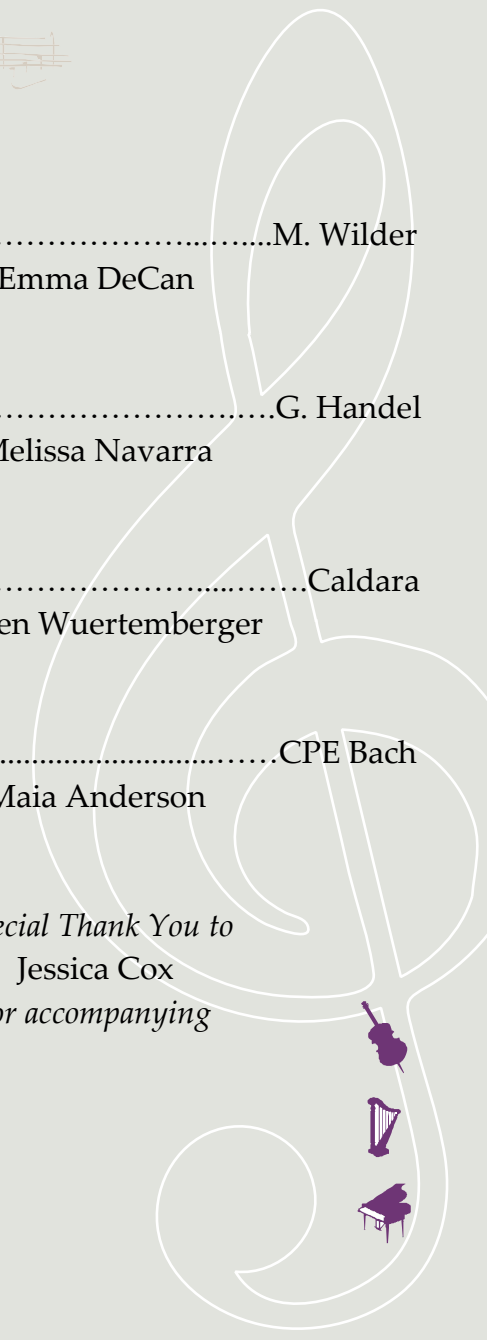 …………………...…....M. Wilder
Emma DeCan
…………………….….G. Handel
Melissa Navarra
………………….....…….Caldara
en Wuertemberger
............................……CPE Bach
Maia Anderson
ecial Thank You to
Jessica Cox
or accompanying